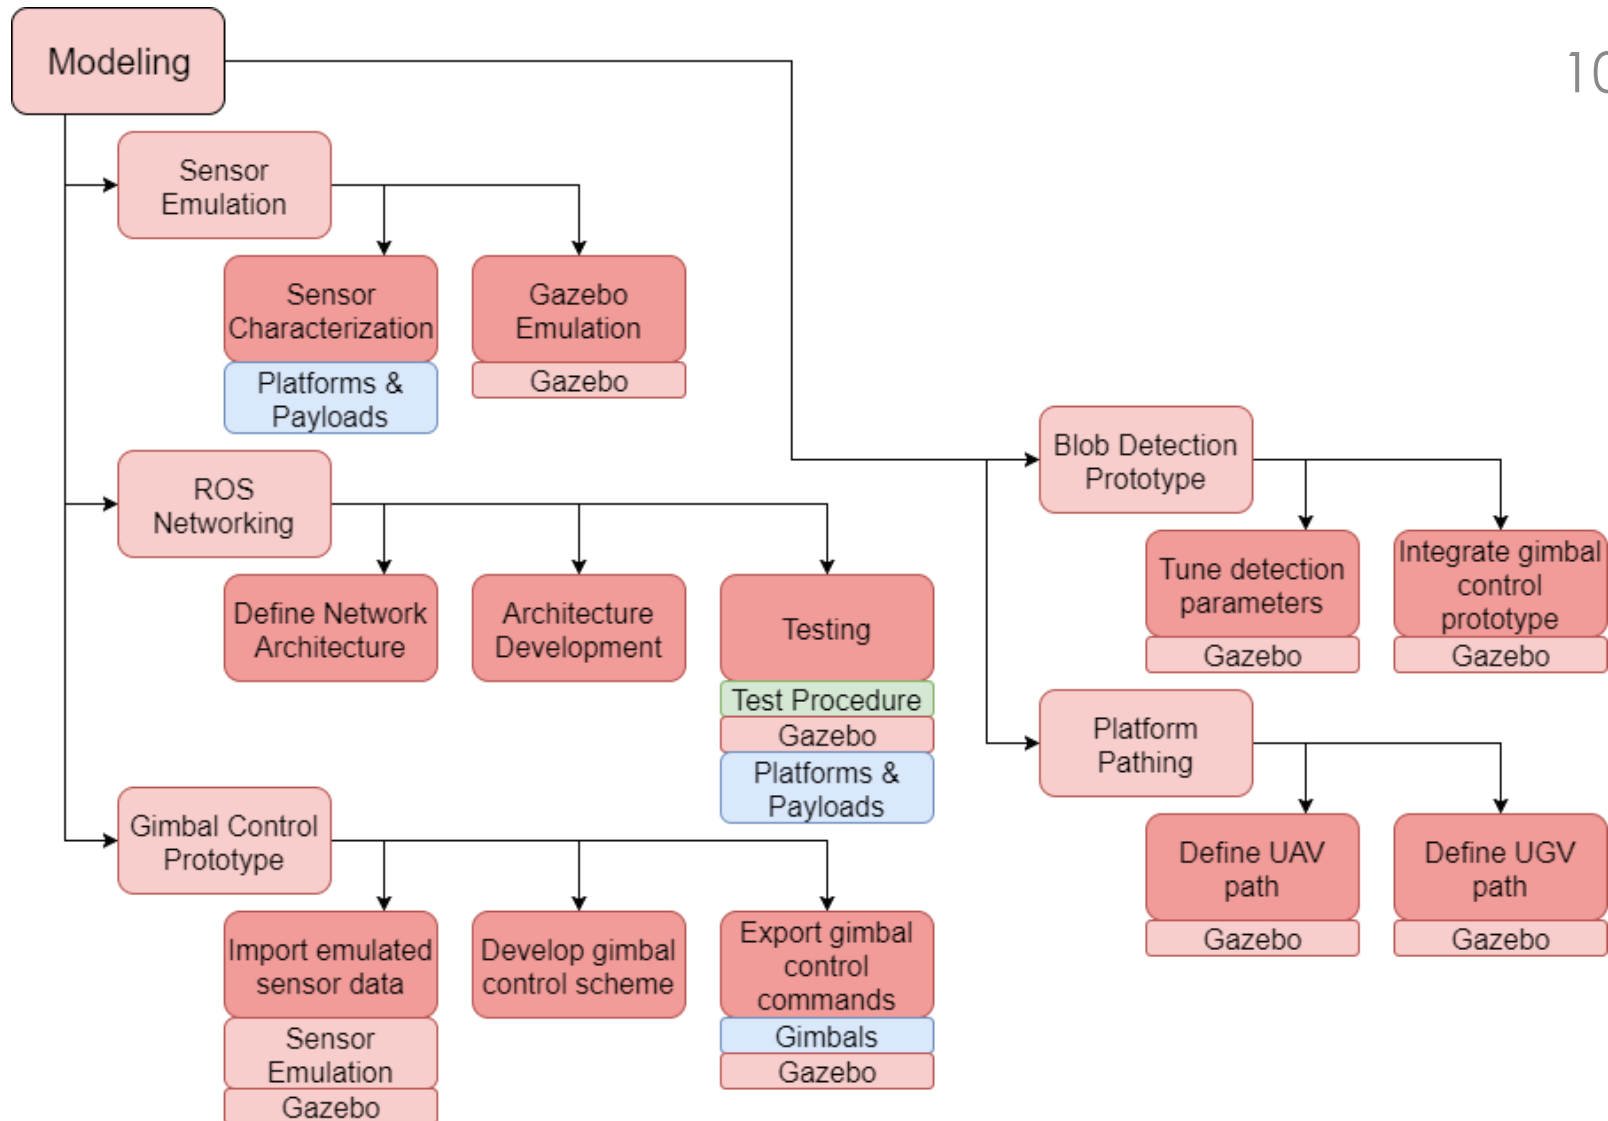 Modeling
10
Sensor
Emulation
Sensor
Characterization
Platforms &
Payloads
Gazebo
Emulation
Gazebo
ROS
Networking
Define Network
Architecture
Architecture
Development
Testing
Test Procedure
Gazebo
Platforms &
Payloads
Gimbal Control
Prototype
Import emulated
sensor data
Sensor
Emulation
Gazebo
Develop gimbal
control scheme
Export gimbal
control
commands
Gimbals
Gazebo
Blob Detection
Prototype
Tune detection
parameters
Gazebo
Integrate gimbal
control
prototype
Gazebo
Platform
Pathing
Define UAV
path
Gazebo
Define UGV
path
Gazebo